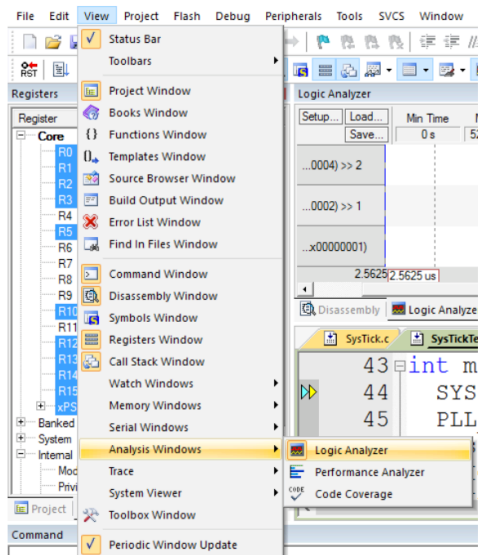 File Edit View Project Flash Debug Peripherals Tools SVCS Window
Status Bar
Toolbars
Project Window
Books Window
Functions Window
Templates Window
Source Browser Window
Build Output Window
Error List Window
Find In Files Window
Command Window
Disassembly Window
Symbols Window
Registers Window
Call Stack Window
Watch Windows
Memory Windows
Serial Windows
Analysis Windows
Trace
System Viewer
Toolbox Window
Periodic Window Update
Logic Analyzer
Performance Analyzer
Code Coverage
RST
Registers
Register
Core
R0
R1
R2
R3
R4
R5
R6
R7
R8
R9
R10
R11
R12
R13
R14
R15
xPS
Banked
System
Internal
Mod
Privi
Project
Command
Logic Analyzer
Setup... Load... Min Time
Save... 0 s
...0004) >> 2
...0002) >> 1
...x00000001)
2.5625 2.5625 us
Disassembly Logic Analyze
SysTick.c SysTickTe
43 int m
44 SYS
45 PLL